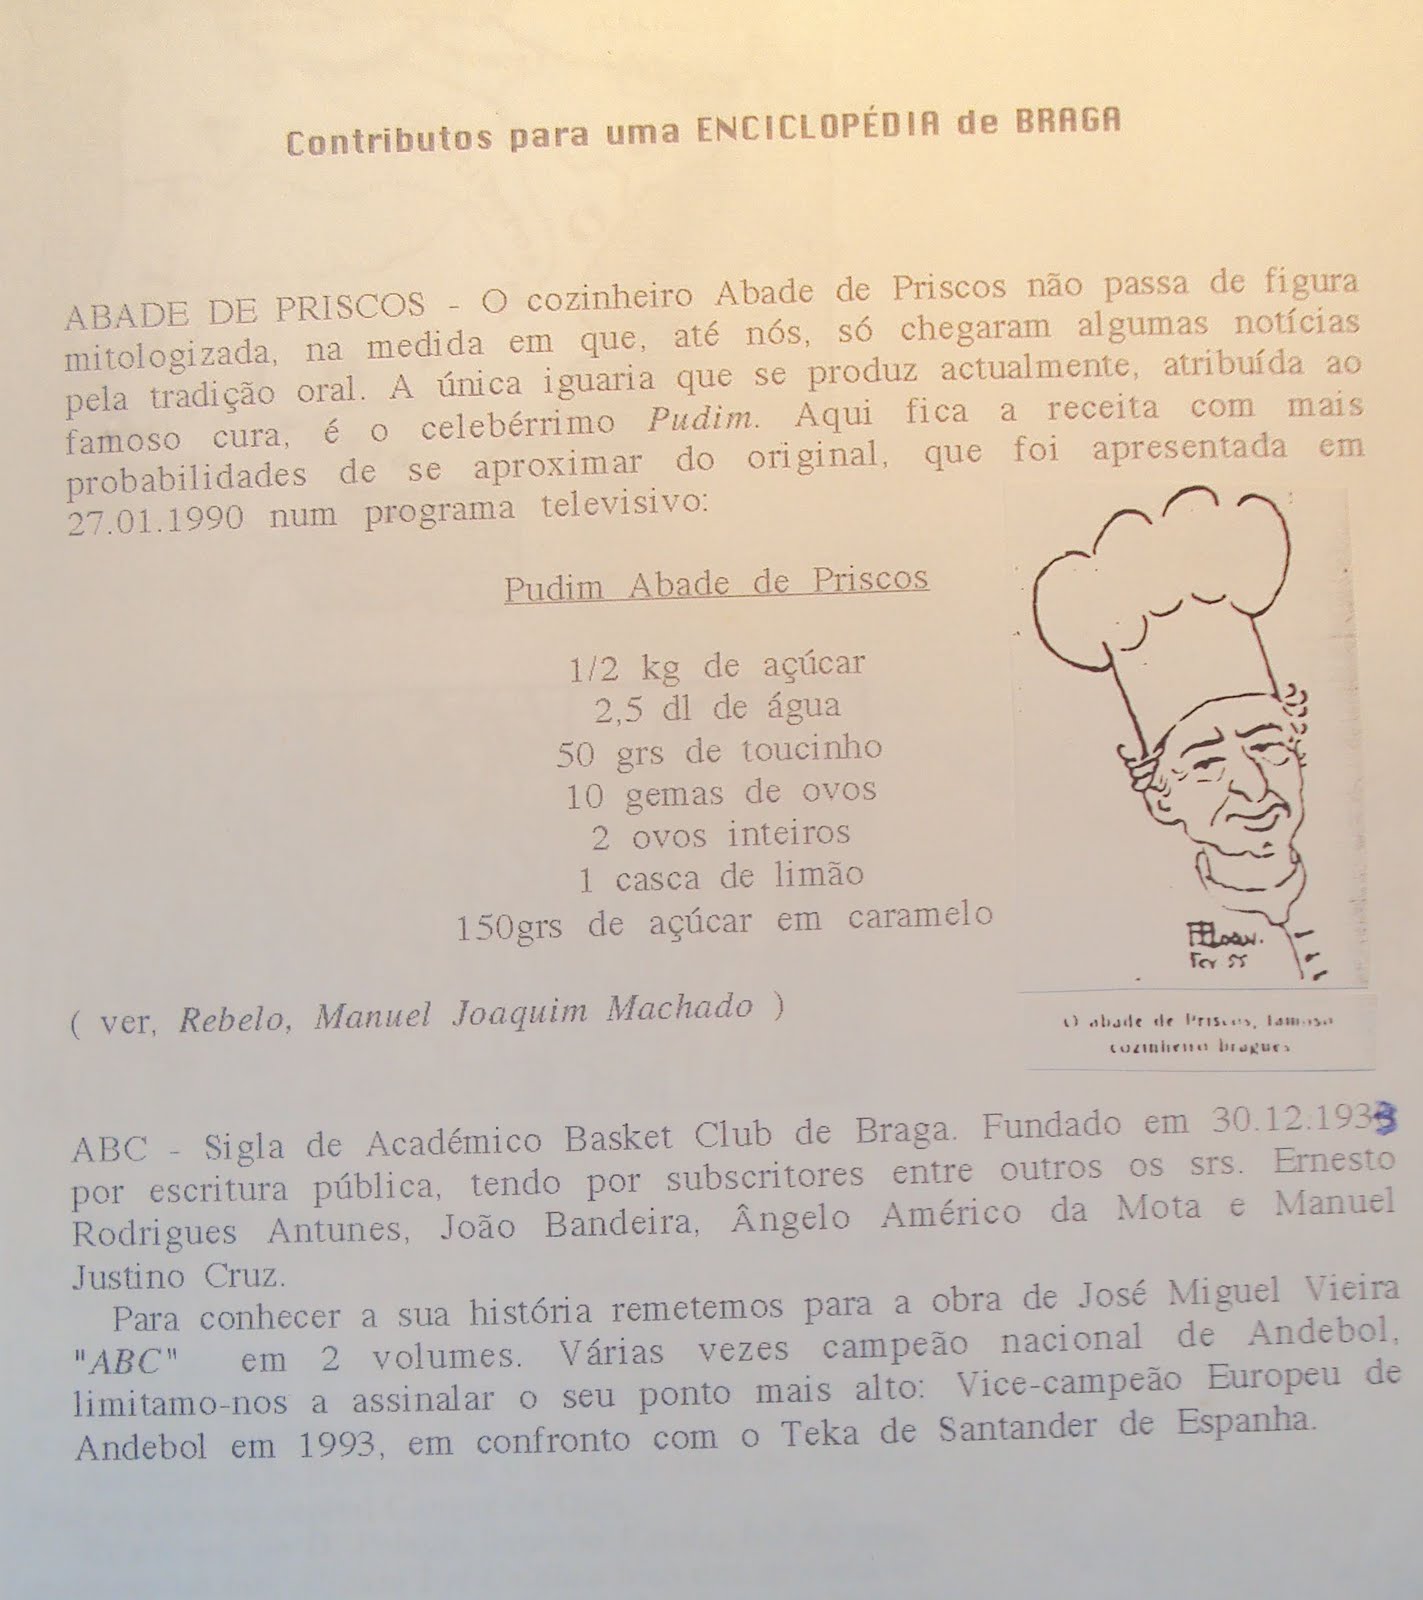 Contributos para uma ENCICLOPÉDIA de BRAGA
ABADE DE PRISCOS - O cozinheiro Abade de Priscos não passa de figura
mitologizada, na medida em que, até nós, só chegaram algumas notícias
pela tradição oral. A única iguaria que se produz actualmente, atribuída ao
famoso cura, é o celebérrimo Pudim. Aqui fica a receita com mais
probabilidades de se aproximar do original, que foi apresentada em
27.01.1990 num programa televisivo:
Pudim Abade de Priscos
1/2 kg de açúcar
2,5 dl de água
50 grs de toucinho
10 gemas de ovos
2 ovos inteiros
1 casca de limão
150grs de açúcar em caramelo
( ver, Rebelo, Manuel Joaquim Machado )
O abade de Priscos, famoso
cozinheiro bragues
ABC - Sigla de Académico Basket Club de Braga. Fundado em 30.12.1933
por escritura pública, tendo por subscritores entre outros os srs. Ernesto
Rodrigues Antunes, João Bandeira, Ângelo Américo da Mota e Manuel
Justino Cruz.
Para conhecer a sua história remetemos para a obra de José Miguel Vieira
"ABC" em 2 volumes. Várias vezes campeão nacional de Andebol,
limitamo-nos a assinalar o seu ponto mais alto: Vice-campeão Europeu de
Andebol em 1993, em confronto com o Teka de Santander de Espanha.